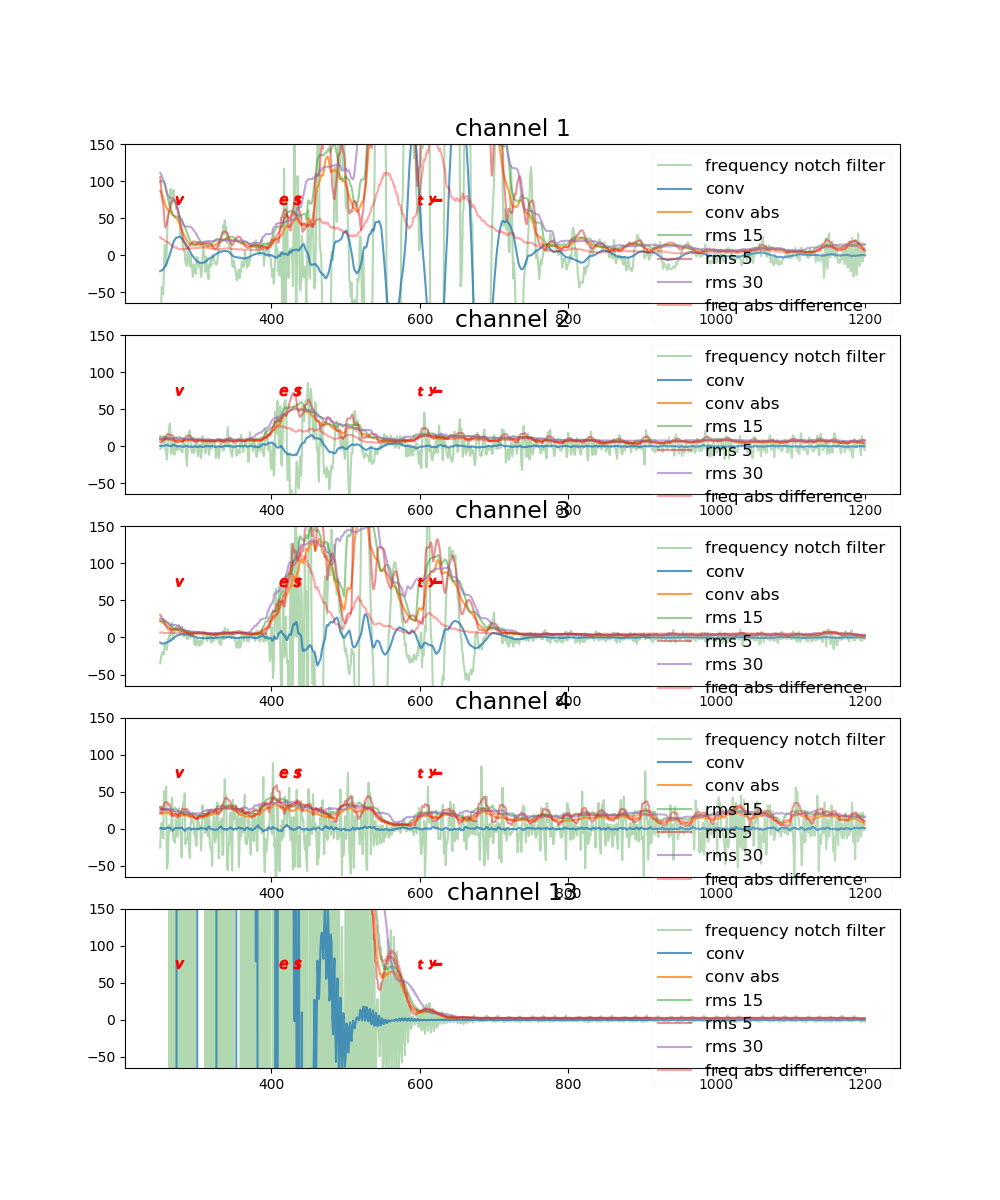 channel 1
150
100
50
0
−50
v e s t y
frequency notch filter
conv
conv abs
rms 15
rms 5
rms 30
freq abs difference
400 600 800 1000 1200
channel 2
150
100
50
0
−50
v e s t y
frequency notch filter
conv
conv abs
rms 15
rms 5
rms 30
freq abs difference
400 600 800 1000 1200
channel 3
150
100
50
0
−50
v e s t y
frequency notch filter
conv
conv abs
rms 15
rms 5
rms 30
freq abs difference
400 600 800 1000 1200
channel 4
150
100
50
0
−50
v e s t y
frequency notch filter
conv
conv abs
rms 15
rms 5
rms 30
freq abs difference
400 600 800 1000 1200
channel 13
150
100
50
0
−50
v e s t y
frequency notch filter
conv
conv abs
rms 15
rms 5
rms 30
freq abs difference
400 600 800 1000 1200